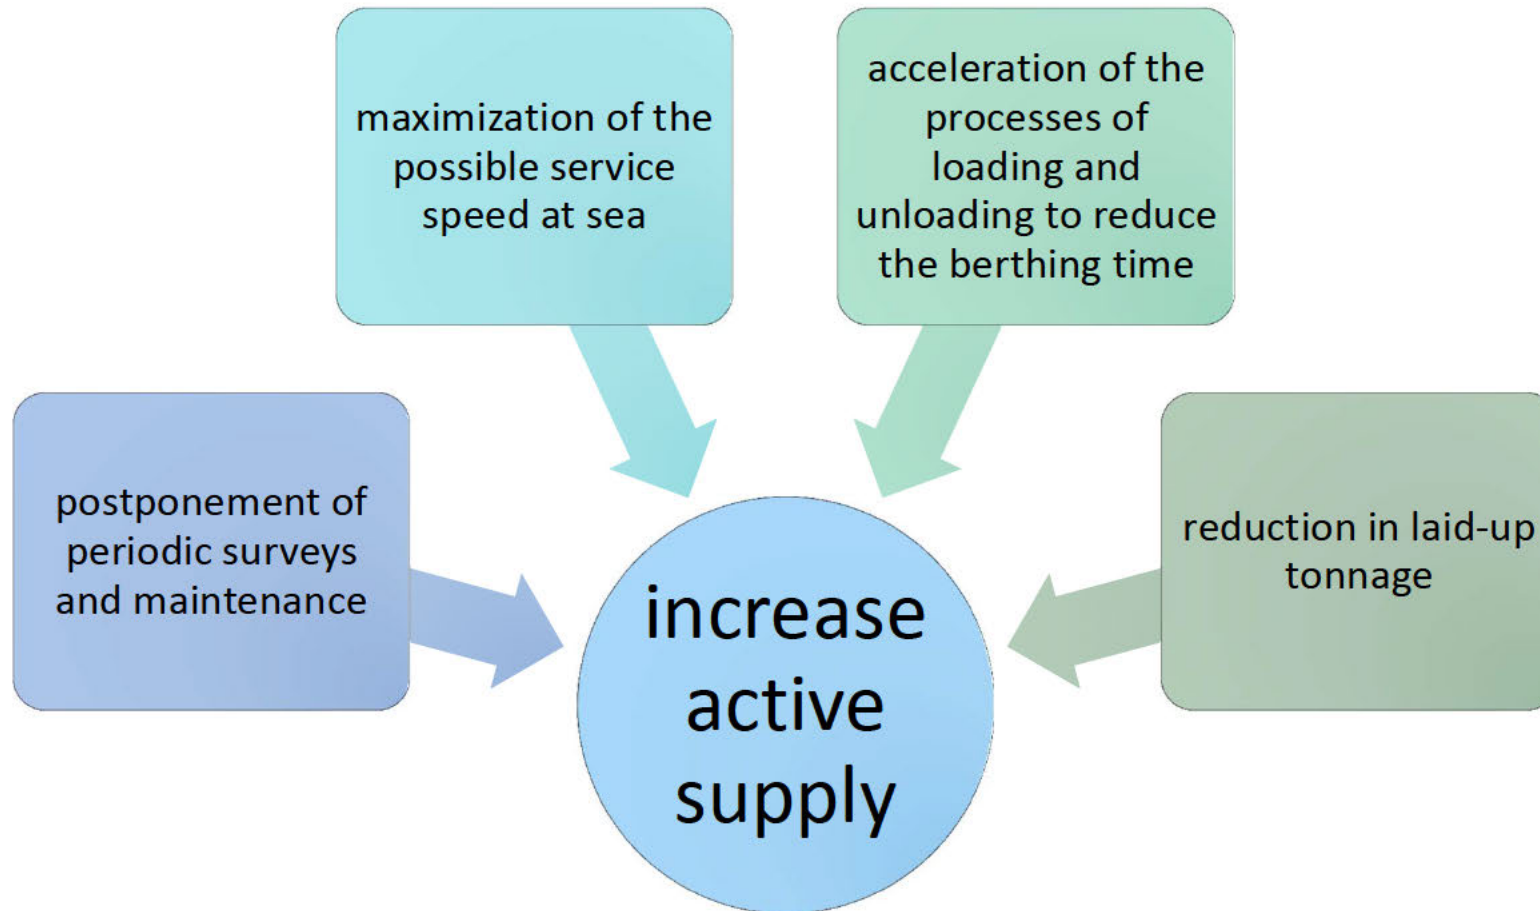 maximization of the
possible service
speed at sea
acceleration of the
processes of
loading and
unloading to reduce
the berthing time
postponement of
periodic surveys
and maintenance
reduction in laid-up
tonnage
increase
active
supply